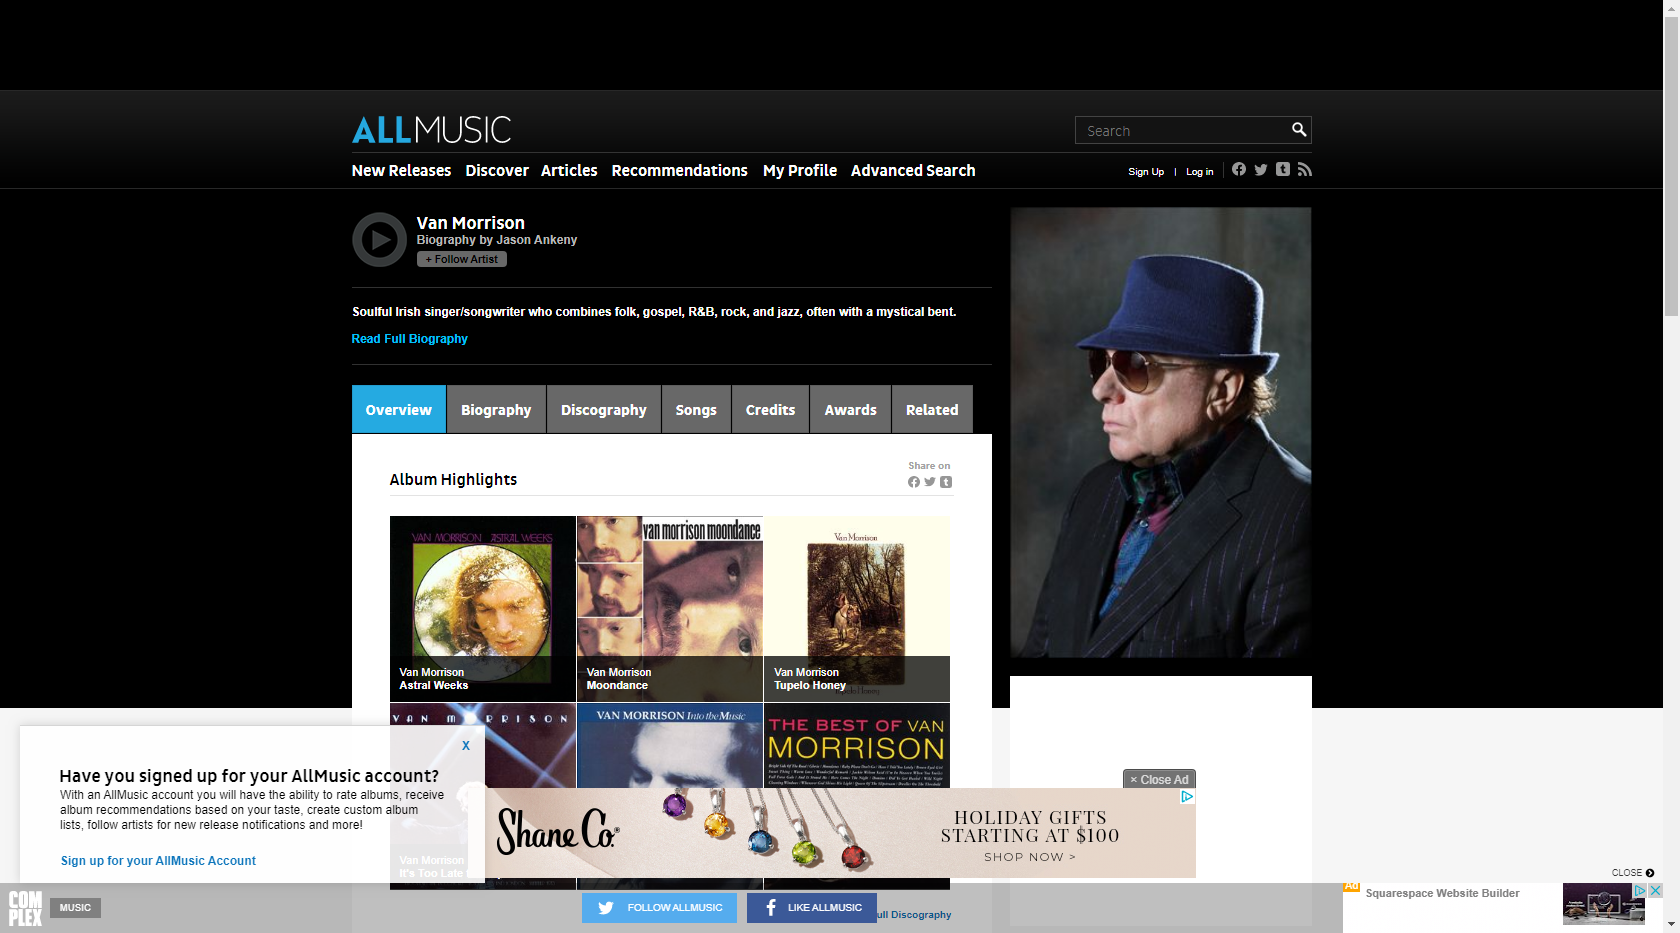 ALLMUSIC
Search
New Releases Discover Articles Recommendations My Profile Advanced Search
Sign Up | Log in
Van Morrison
Biography by Jason Ankeny
+ Follow Artist
Soulful Irish singer/songwriter who combines folk, gospel, R&B, rock, and jazz, often with a mystical bent.
Read Full Biography
Overview Biography Discography Songs Credits Awards Related
Album Highlights
Share on
VAN MORRISON ASTRAL WEEKS
van morrison moondance
Van Morrison
Van Morrison
Astral Weeks
Van Morrison
Moondance
Van Morrison
Tupelo Honey
Tupelo Honey
VAN MORRISON
VAN MORRISON Into the Music
THE BEST OF VAN
MORRISON
X
Have you signed up for your AllMusic account?
With an AllMusic account you will have the ability to rate albums, receive
album recommendations based on your taste, create custom album
lists, follow artists for new release notifications and more!
Sign up for your AllMusic Account
Van Morrison
It's Too Late
× Close Ad
Shane Co.®
HOLIDAY GIFTS
STARTING AT $100
SHOP NOW >
CLOSE
COM
PLEX
MUSIC
FOLLOW ALLMUSIC
LIKE ALLMUSIC
ull Discography
Ad
Squarespace Website Builder